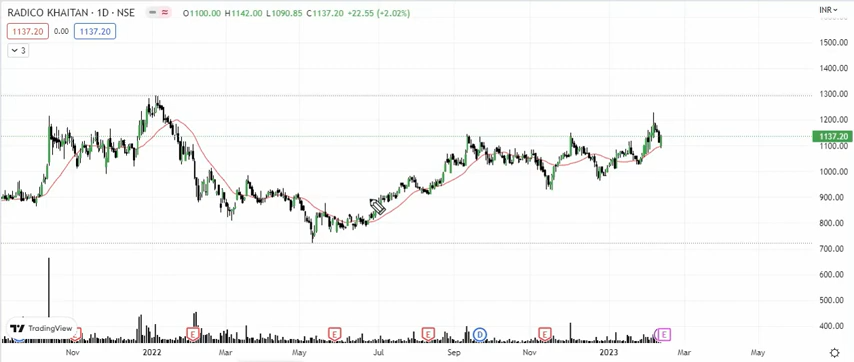 RADICO KHAITAN · 1D · NSE O1100.00 H1142.00 L1090.85 C1137.20 +22.55 (+2.02%) INR
1137.20 0.00 1137.20
3
1500.00
1400.00
1300.00
1200.00
1137.20
1100.00
1000.00
900.00
800.00
700.00
600.00
500.00
400.00
TradingView
E E E E D E E
Nov 2022 Mar May Jul Sep Nov 2023 Mar May